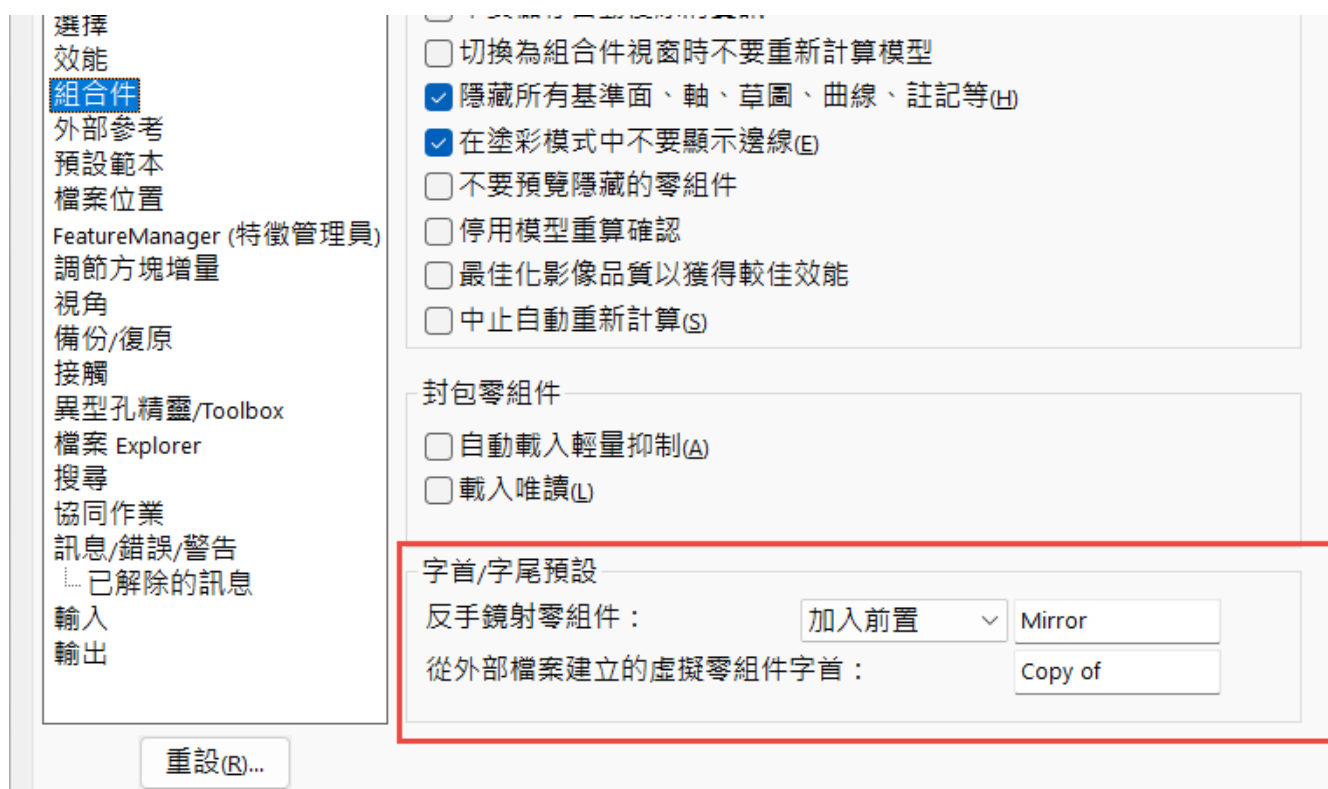 選擇
效能
組合件
外部參考
預設範本
檔案位置
FeatureManager (特徵管理員)
調節方塊增量
視角
備份/復原
接觸
異型孔精靈/Toolbox
檔案 Explorer
搜尋
協同作業
訊息/錯誤/警告
已解除的訊息
輸入
輸出
重設(R)...
切換為組合件視窗時不要重新計算模型
隱藏所有基準面、軸、草圖、曲線、註記等(H)
在塗彩模式中不要顯示邊線(E)
不要預覽隱藏的零組件
停用模型重算確認
最佳化影像品質以獲得較佳效能
中止自動重新計算(S)
封包零組件
自動載入輕量抑制(A)
載入唯讀(L)
字首/字尾預設
反手鏡射零組件： 加入前置 Mirror
從外部檔案建立的虛擬零組件字首： Copy of